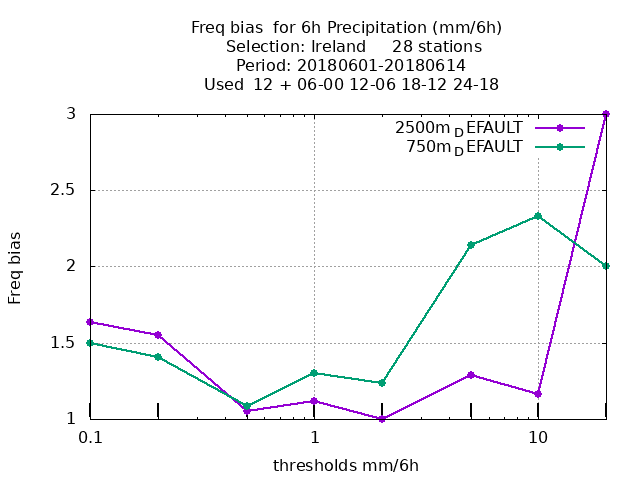 Freq bias  for 6h Precipitation (mm/6h)
Selection: Ireland     28 stations
Period: 20180601-20180614
Used  12 + 06-00 12-06 18-12 24-18
3
2500m_DEFAULT
750m_DEFAULT
2.5
Freq bias
2
1.5
1
0.1
1
10
thresholds mm/6h